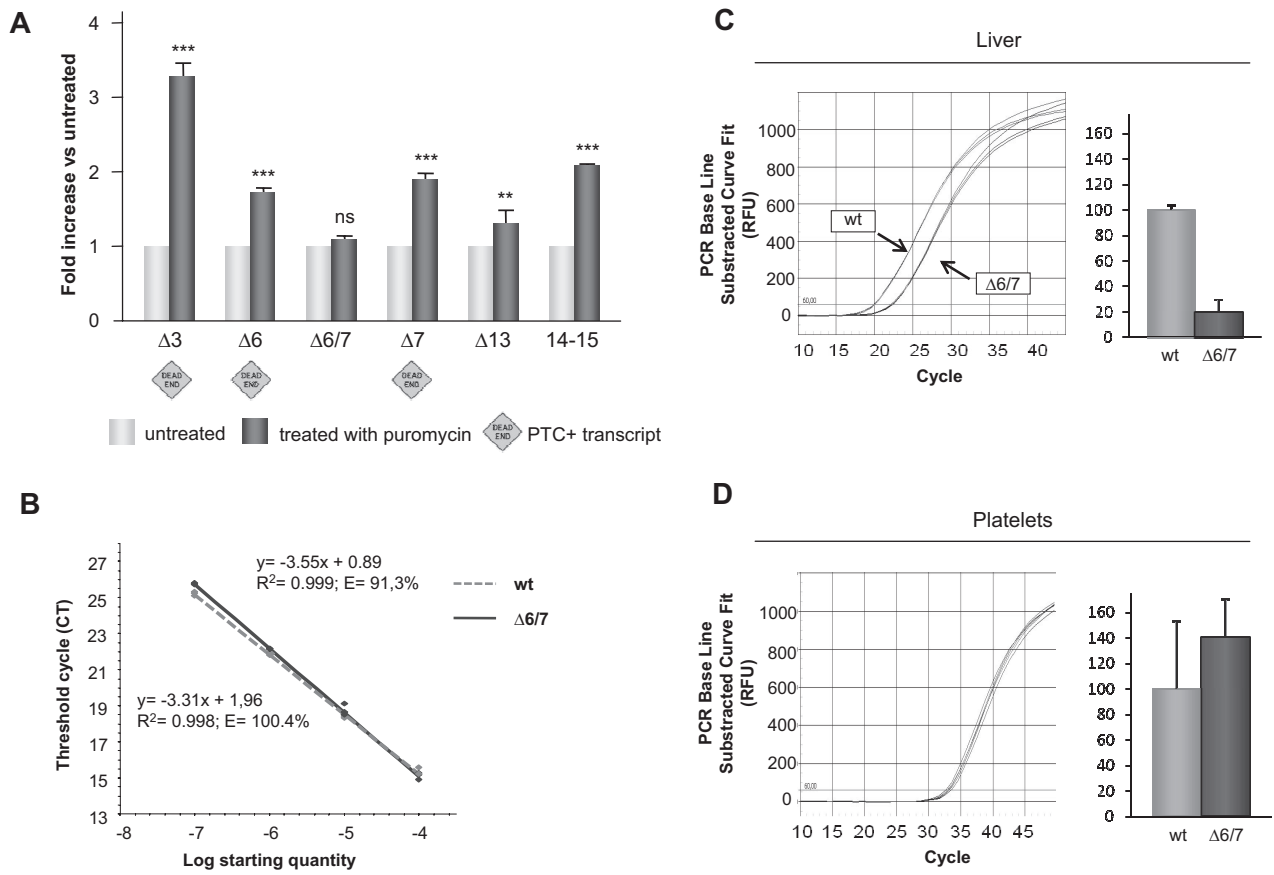 A
Fold increase vs untreated
4
3
2
1
0
***
***
ns
***
**
***
Δ3
Δ6
Δ6/7
Δ7
Δ13
14-15
DEAD END
DEAD END
DEAD END
untreated
treated with puromycin
DEAD END
PTC+ transcript
B
Threshold cycle (CT)
27
25
23
21
19
17
15
13
y= -3.55x + 0.89
R²= 0.999; E= 91,3%
y= -3.31x + 1,96
R²= 0.998; E= 100.4%
wt
Δ6/7
-8
-7
-6
-5
-4
Log starting quantity
C
Liver
PCR Base Line
Substracted Curve Fit
(RFU)
1000
800
600
400
200
0
60,00
wt
Δ6/7
10
15
20
25
30
35
40
Cycle
160
140
120
100
80
60
40
20
0
wt
Δ6/7
D
Platelets
PCR Base Line
Substracted Curve Fit
(RFU)
1000
800
600
400
200
0
60,00
10
15
20
25
30
35
40
45
Cycle
160
140
120
100
80
60
40
20
0
wt
Δ6/7